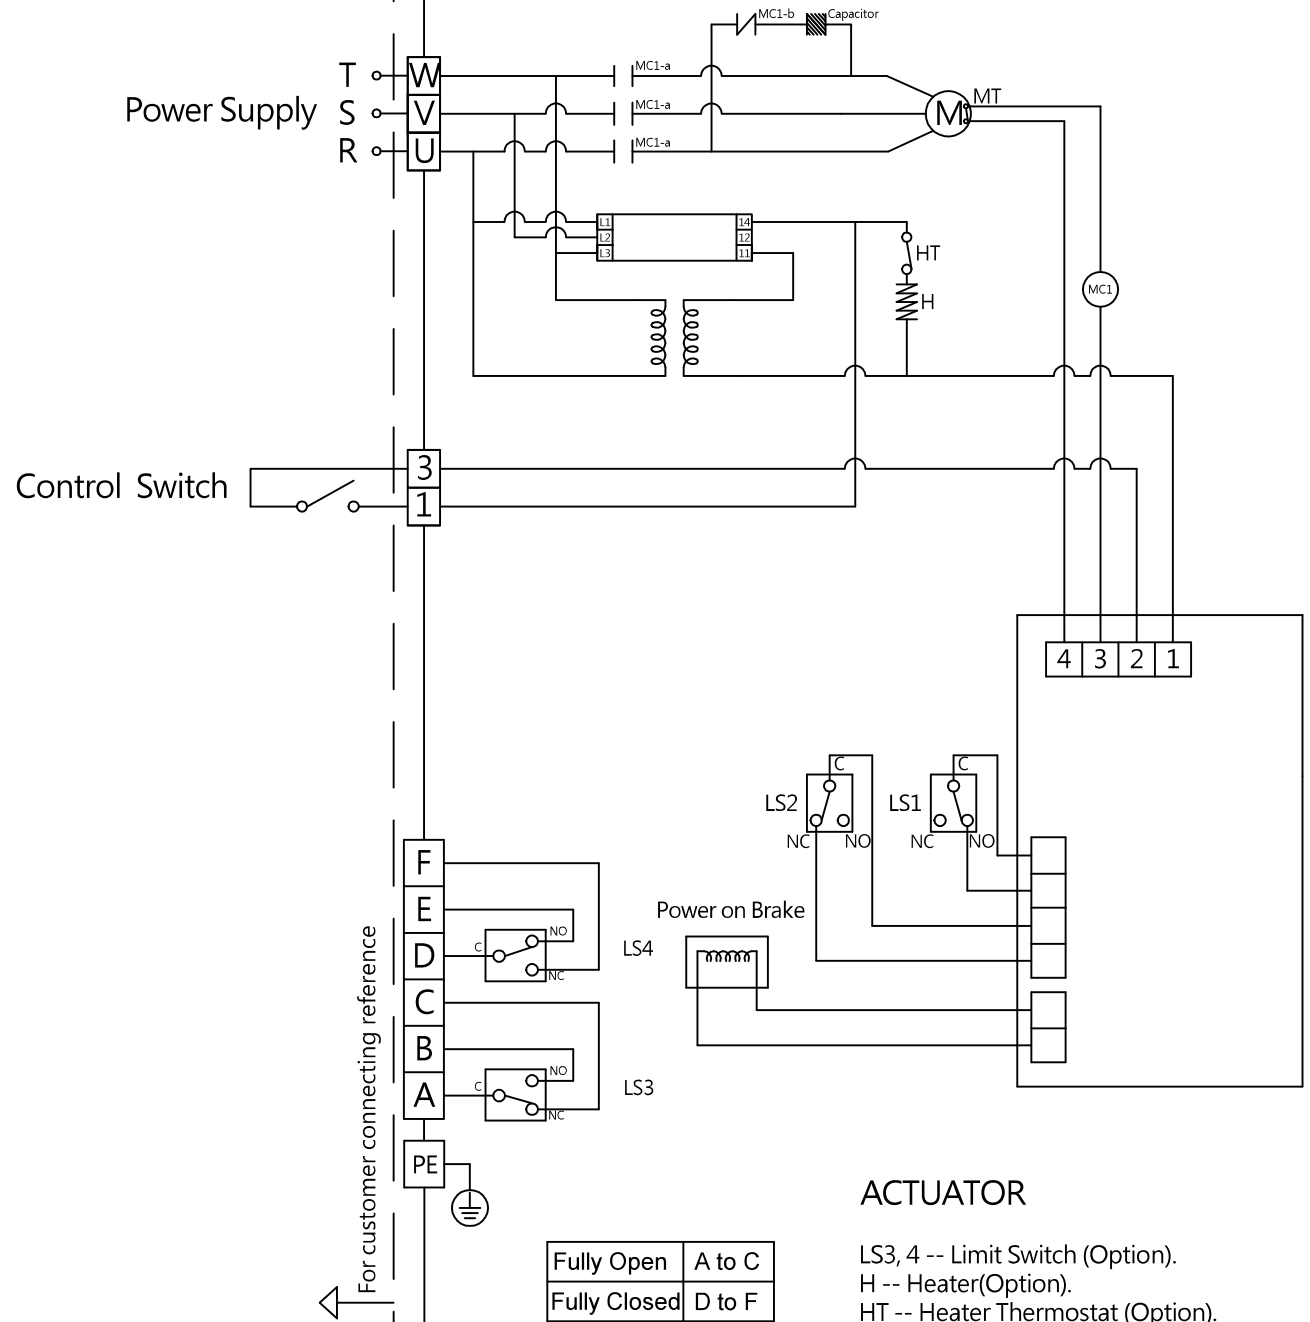 MC1-b
Capacitor
T
W
MC1-a
Power Supply
S
V
MC1-a
M
MT
R
U
MC1-a
L1
14
L2
12
L3
11
HT
H
MC1
3
Control Switch
1
4 3 2 1
C
C
LS2
LS1
NC
NO
NC
NO
F
E
Power on Brake
NO
C
D
LS4
NC
C
B
NO
C
A
LS3
NC
PE
For customer connecting reference
ACTUATOR
Fully Open A to C
Fully Closed D to F
LS3, 4 -- Limit Switch (Option).
H -- Heater(Option).
HT -- Heater Thermostat (Option).